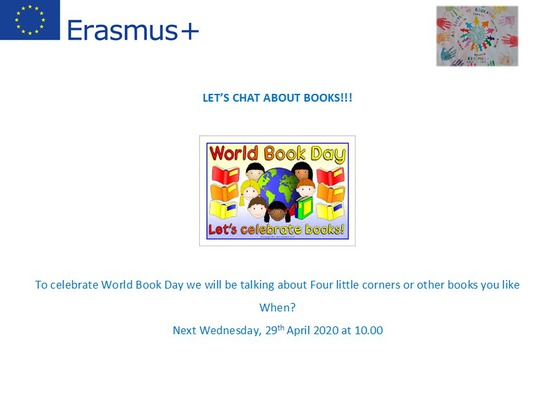 Erasmus+
LET'S CHAT ABOUT BOOKS!!!
World Book Day
Let's celebrate books!
To celebrate World Book Day we will be talking about Four little corners or other books you like
When?
Next Wednesday, 29th April 2020 at 10.00